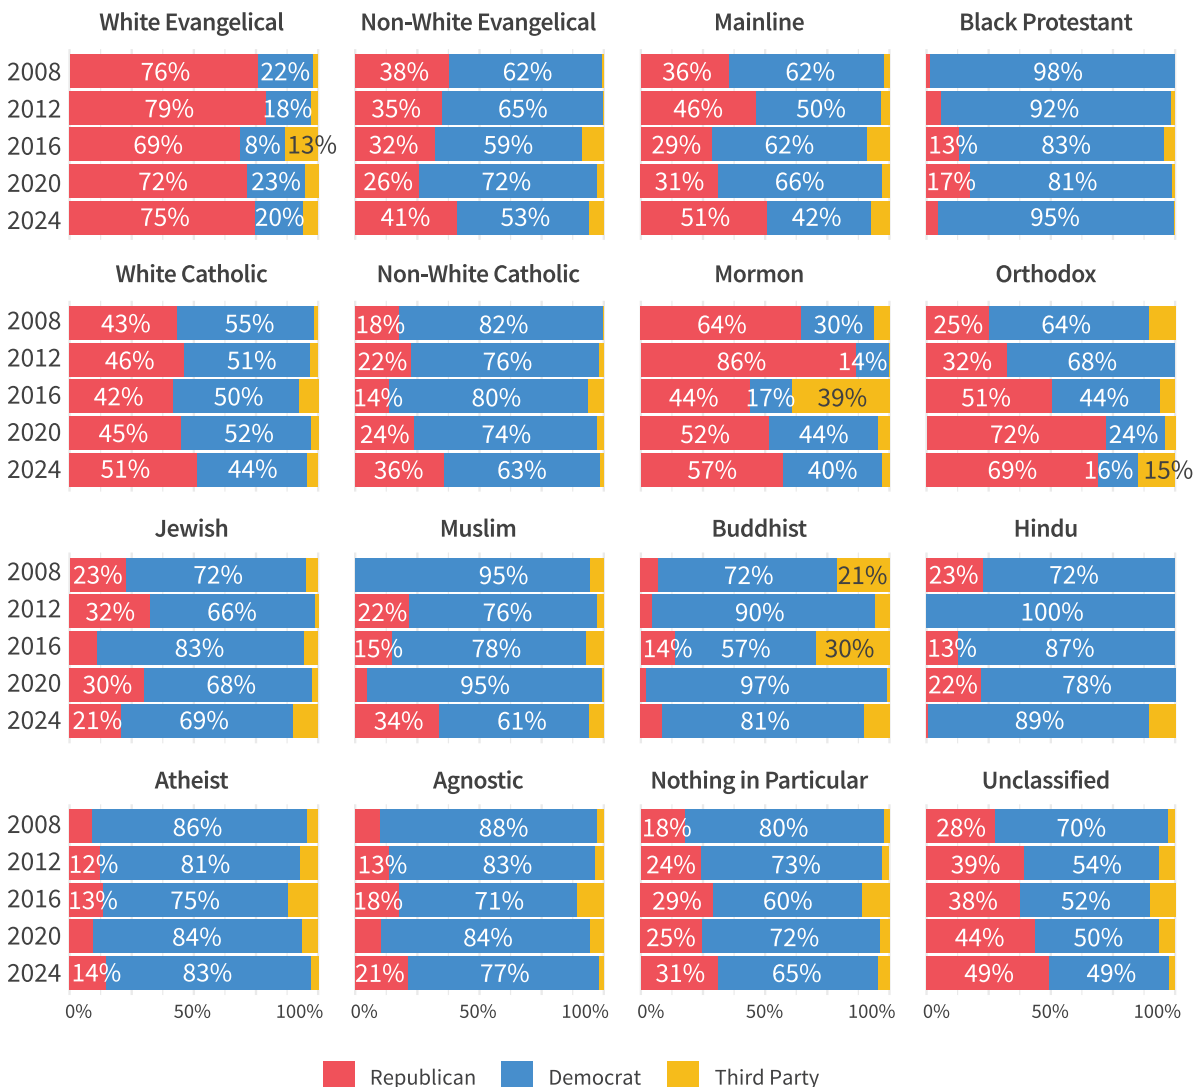 White Evangelical Non-White Evangelical Mainline Black Protestant
2008 76% 22% 38% 62% 36% 62% 98%
2012 79% 18% 35% 65% 46% 50% 92%
2016 69% 8% 13% 32% 59% 29% 62% 13% 83%
2020 72% 23% 26% 72% 31% 66% 17% 81%
2024 75% 20% 41% 53% 51% 42% 95%
White Catholic Non-White Catholic Mormon Orthodox
2008 43% 55% 18% 82% 64% 30% 25% 64%
2012 46% 51% 22% 76% 86% 14% 32% 68%
2016 42% 50% 14% 80% 44% 17% 39% 51% 44%
2020 45% 52% 24% 74% 52% 44% 72% 24%
2024 51% 44% 36% 63% 57% 40% 69% 16% 15%
Jewish Muslim Buddhist Hindu
2008 23% 72% 95% 72% 21% 23% 72%
2012 32% 66% 22% 76% 90% 100%
2016 83% 15% 78% 14% 57% 30% 13% 87%
2020 30% 68% 95% 97% 22% 78%
2024 21% 69% 34% 61% 81% 89%
Atheist Agnostic Nothing in Particular Unclassified
2008 86% 88% 18% 80% 28% 70%
2012 12% 81% 13% 83% 24% 73% 39% 54%
2016 13% 75% 18% 71% 29% 60% 38% 52%
2020 84% 84% 25% 72% 44% 50%
2024 14% 83% 21% 77% 31% 65% 49% 49%
0% 50% 100% 0% 50% 100% 0% 50% 100% 0% 50% 100%
Republican Democrat Third Party